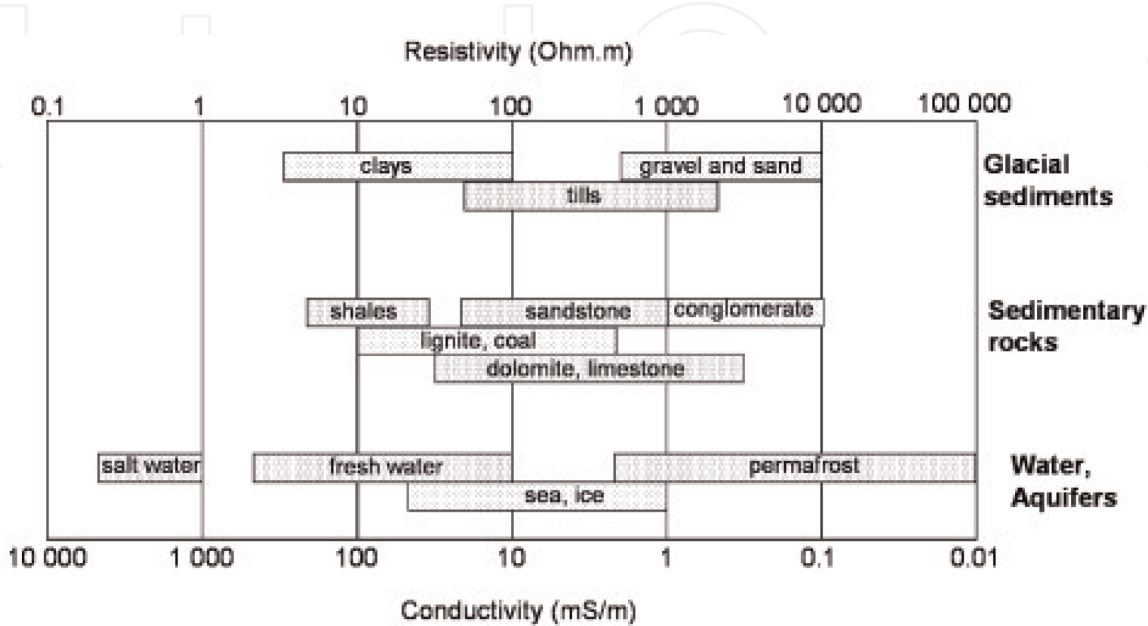 Resistivity (Ohm.m)
0.1 1 10 100 1 000 10 000 100 000
clays gravel and sand Glacial
tills sediments
shales sandstone conglomerate Sedimentary
lignite, coal rocks
dolomite, limestone
salt water fresh water permafrost Water,
sea, ice Aquifers
10 000 1 000 100 10 1 0.1 0.01
Conductivity (mS/m)